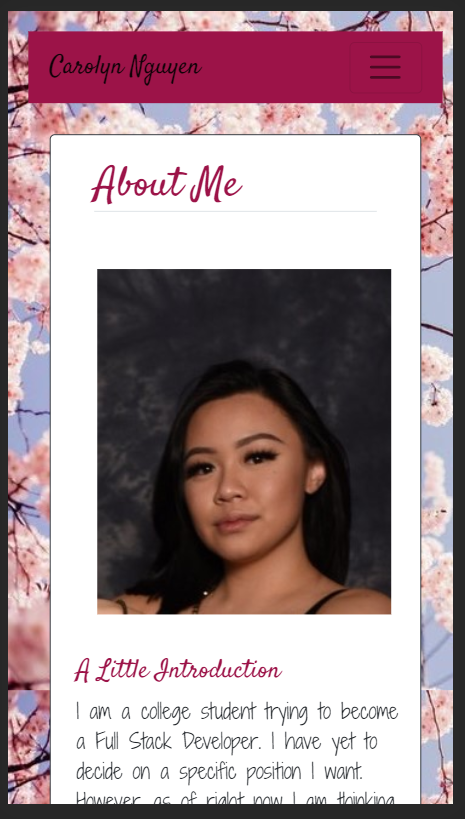 Carolyn Nguyen
About Me
A Little Introduction
I am a college student trying to become
a Full Stack Developer. I have yet to
decide on a specific position I want.
However, as of right now I am thinking